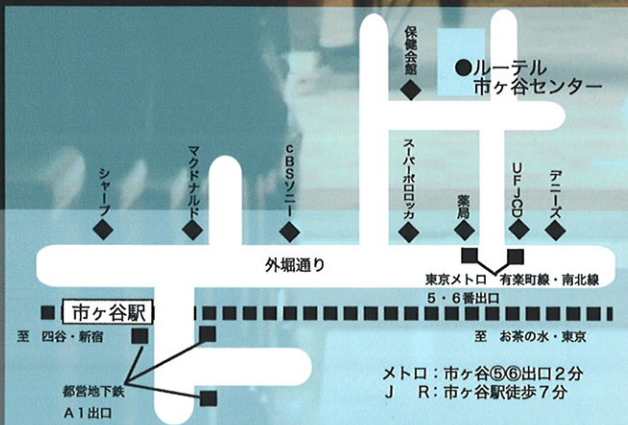 保健会館
●ルーテル
市ヶ谷センター
シャープ
マクドナルド
CBSソニー
スーパーポロロッカ
薬局
UFJCD
デニーズ
外堀通り
東京メトロ 有楽町線・南北線
5・6番出口
市ヶ谷駅
至 四谷・新宿
至 お茶の水・東京
都営地下鉄
A1出口
メトロ：市ヶ谷⑤⑥出口2分
J R：市ヶ谷駅徒歩7分